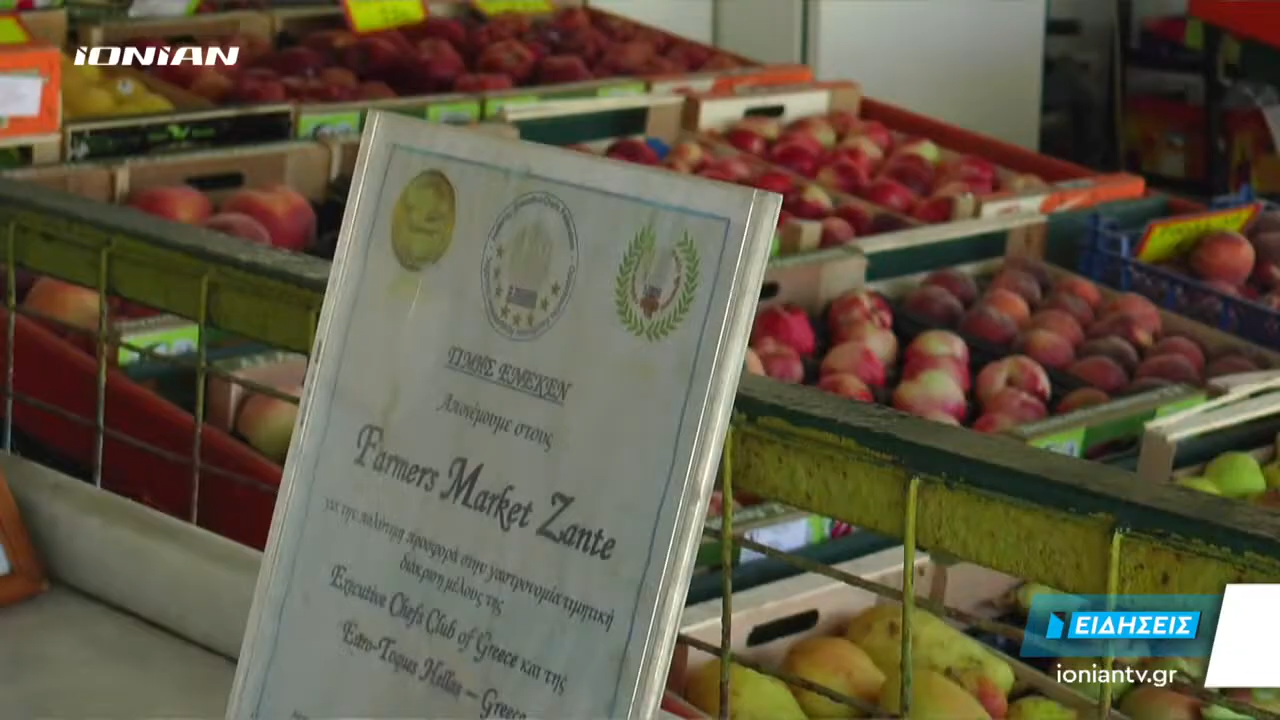 IONIAN
ΤΙΜΗΣ ΕΝΕΚΕΝ
Απονέμουμε στους
Farmers Market Zante
για την πολύτιμη προσφορά στην γαστρονομία τιμητική
διάκριση μέλους της
Executive Chefs Club of Greece και της
Euro-Toques Hellas – Greece
ΕΙΔΗΣΕΙΣ
ioniantv.gr